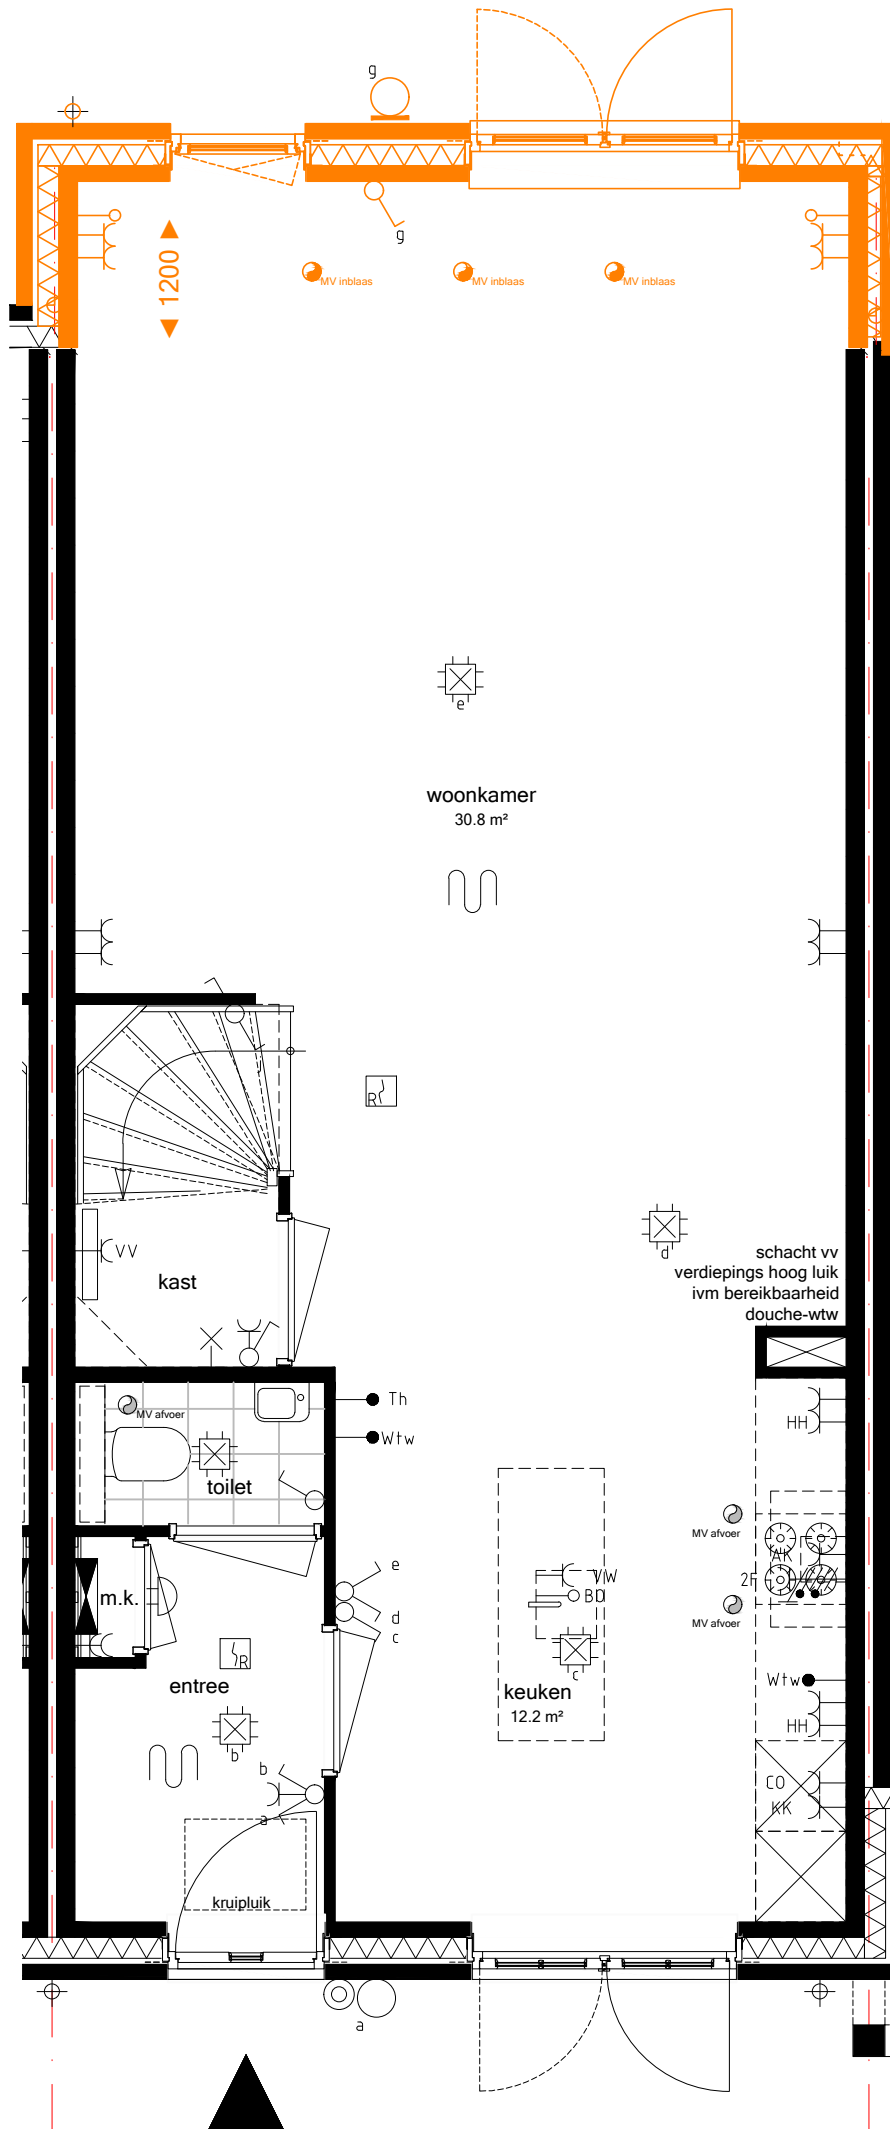 g
g
1200
MV inblaas
MV inblaas
MV inblaas
e
woonkamer
30.8 m²
R
d
schacht vv
verdiepings hoog luik
ivm bereikbaarheid
douche-wtw
VV
kast
Th
Wtw
MV afvoer
toilet
HH
MV afvoer
AK
2F
MV afvoer
e
d
c
VW
BD
m.k.
c
R
entree
keuken
12.2 m²
Wtw
HH
b
b
a
CO
KK
kruipluik
a